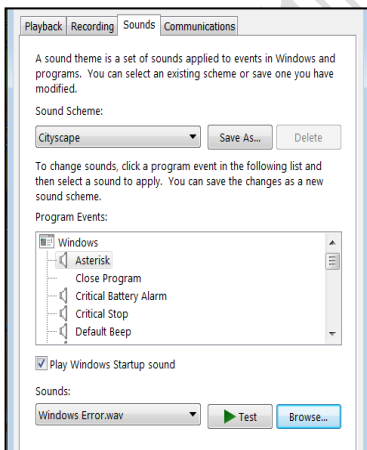 Playback Recording Sounds Communications
A sound theme is a set of sounds applied to events in Windows and
programs. You can select an existing scheme or save one you have
modified.
Sound Scheme:
Cityscape Save As... Delete
To change sounds, click a program event in the following list and
then select a sound to apply. You can save the changes as a new
sound scheme.
Program Events:
Windows
Asterisk
Close Program
Critical Battery Alarm
Critical Stop
Default Beep
Play Windows Startup sound
Sounds:
Windows Error.wav Test Browse...